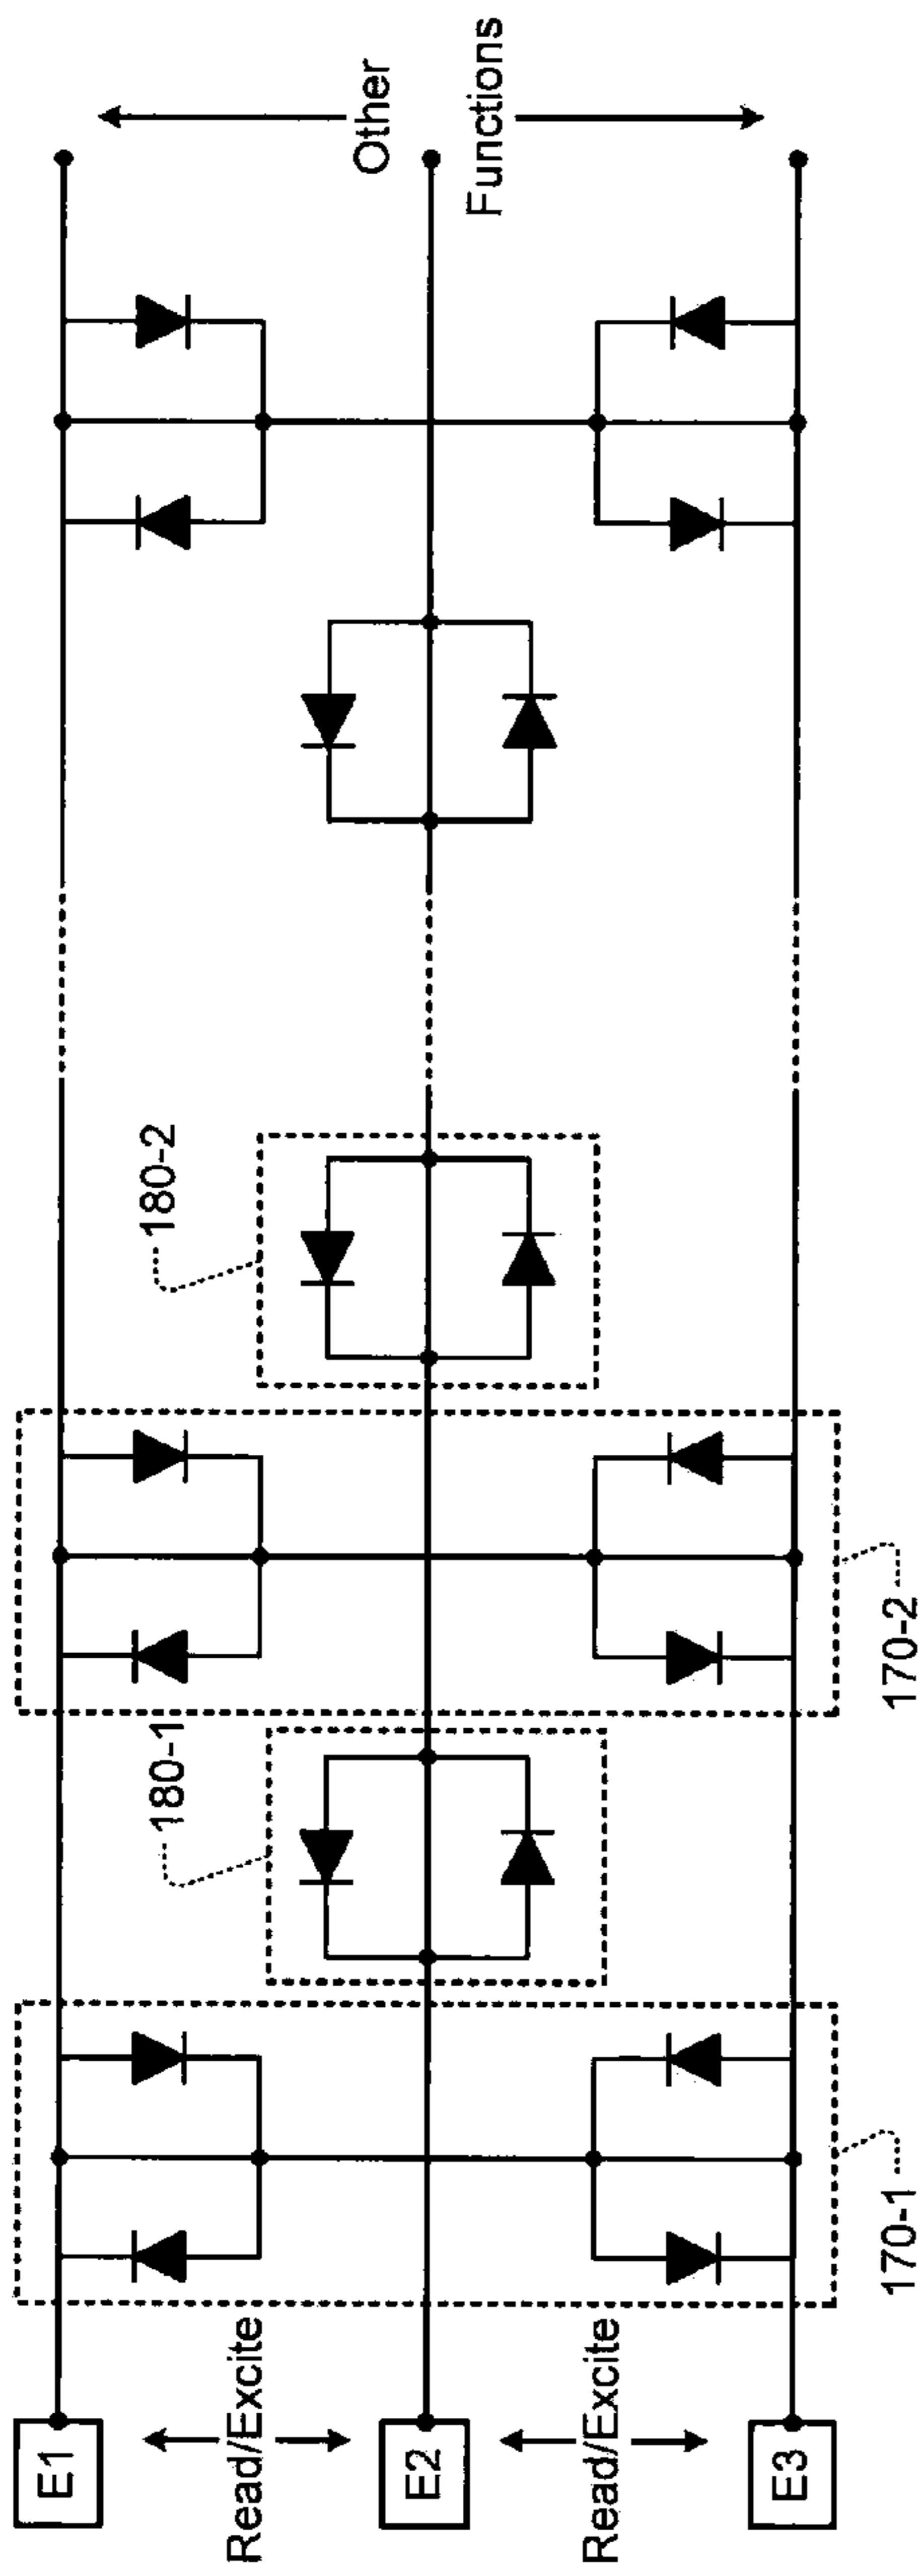 E1
Read/Excite
E2
Read/Excite
E3
170-1
180-1
170-2
180-2
Other
Functions